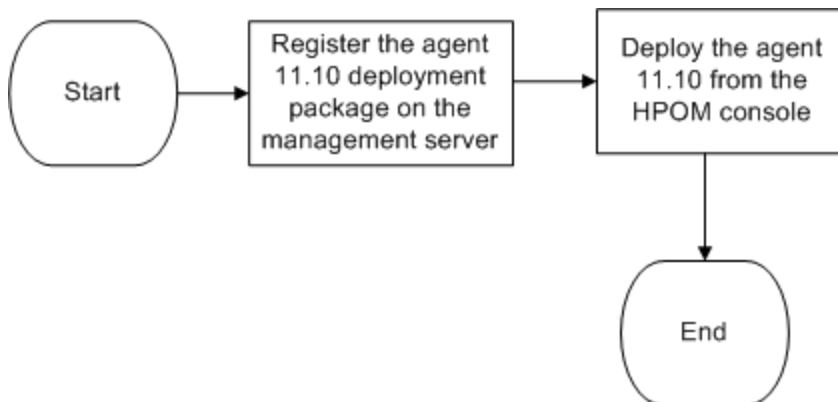 Start
Register the agent
11.10 deployment
package on the
management server
Deploy the agent
11.10 from the
HPOM console
End